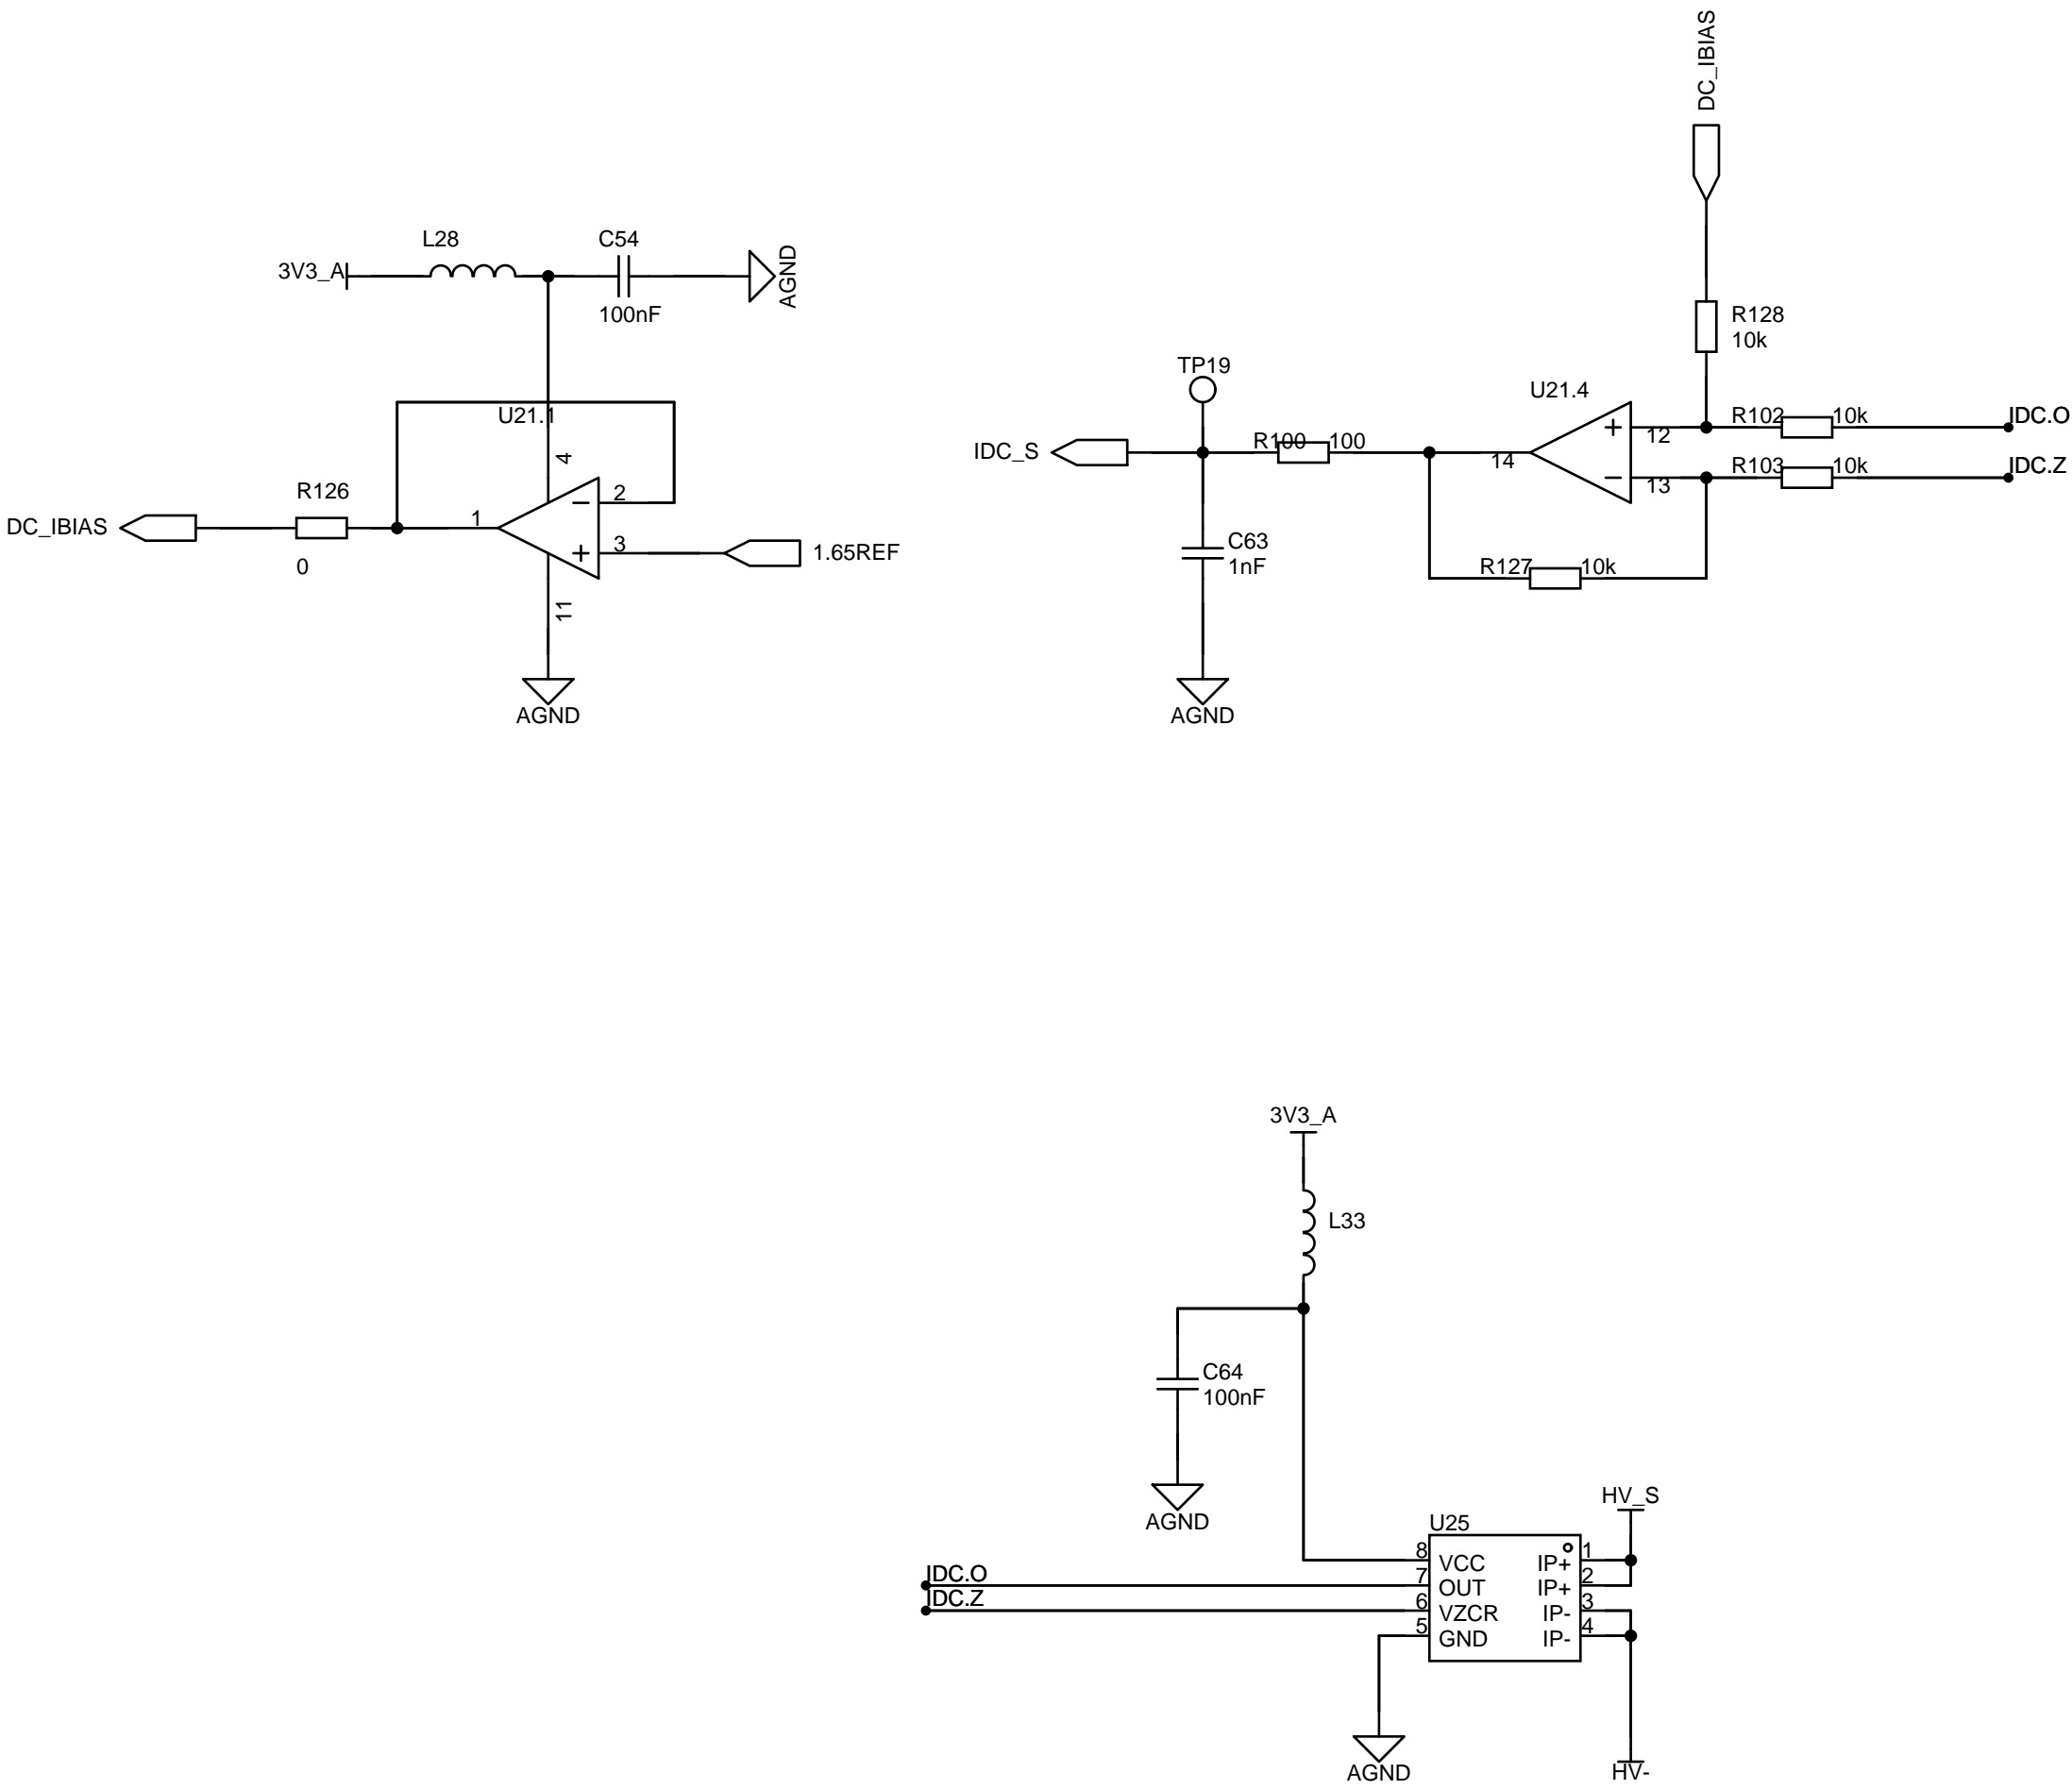 DC_IBIAS
L28
C54
3V3_A
AGND
100nF
R128
10k
TP19
U21.4
U21.1
R102 10k
IDC.O
12
4
IDC_S
R100 100
14
R103 10k
IDC.Z
13
R126
2
DC_IBIAS
1
3
1.65REF
0
C63
1nF
R127 10k
11
AGND
AGND
3V3_A
L33
C64
100nF
AGND
HV_S
U25
8 VCC IP+ 1
IDC.O
7 OUT IP+ 2
IDC.Z
6 VZCR IP- 3
5 GND IP- 4
AGND
HV-